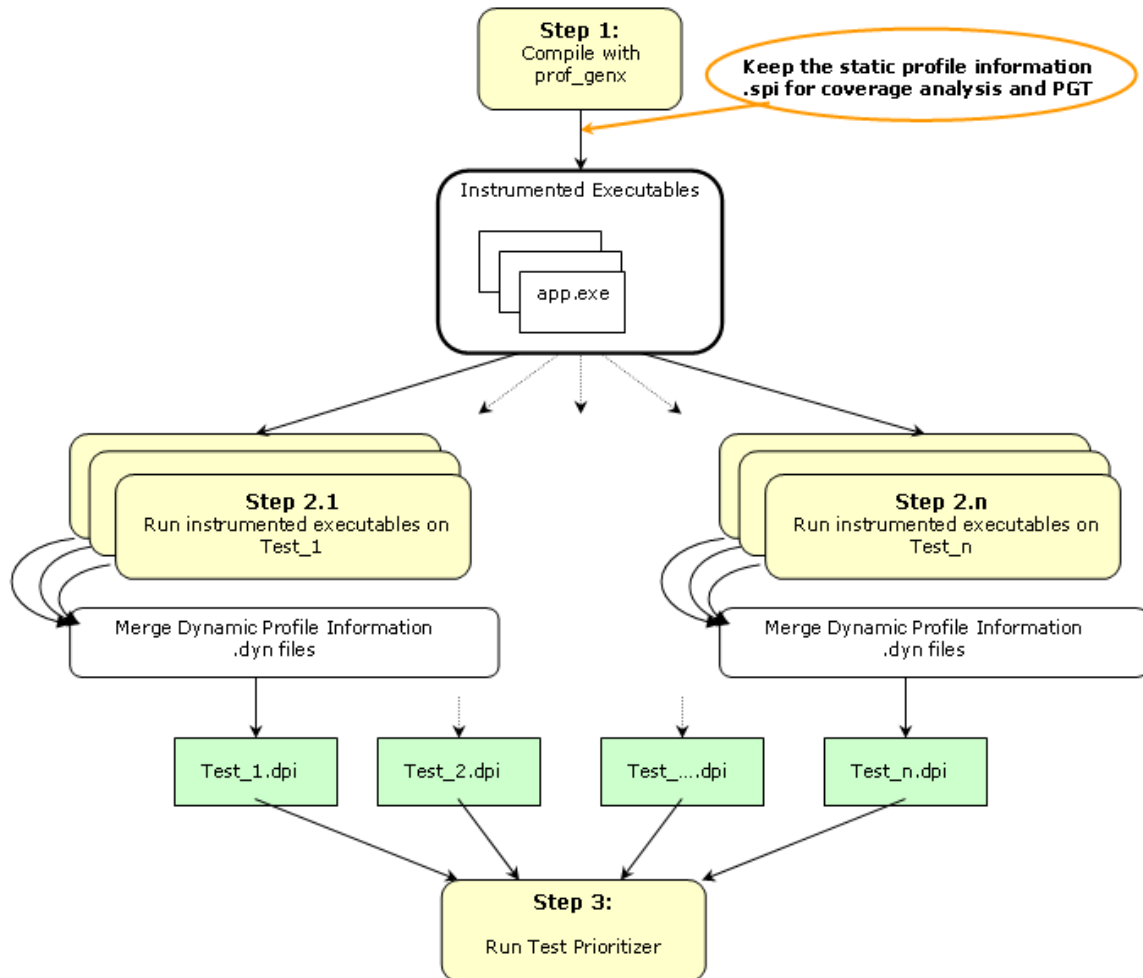 Step 1:
Compile with
prof_genx
Keep the static profile information
.spi for coverage analysis and PGT
Instrumented Executables
app.exe
Step 2.1
Run instrumented executables on
Test_1
Step 2.n
Run instrumented executables on
Test_n
Merge Dynamic Profile Information
.dyn files
Merge Dynamic Profile Information
.dyn files
Test_1.dpi
Test_2.dpi
Test_....dpi
Test_n.dpi
Step 3:
Run Test Prioritizer